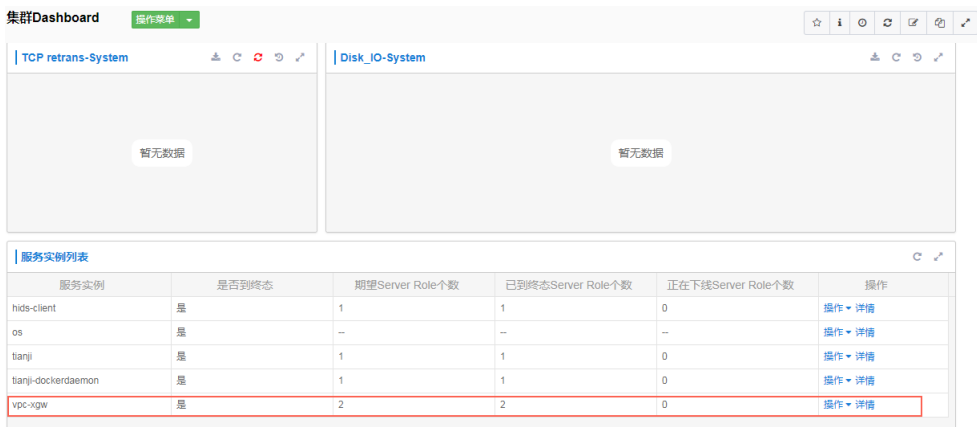 集群Dashboard 操作菜单
TCP retrans-System Disk_IO-System
暂无数据 暂无数据
服务实例列表
服务实例 是否到终态 期望Server Role个数 已到终态Server Role个数 正在下线Server Role个数 操作
hids-client 是 1 1 0 操作 详情
os 是 -- -- -- 操作 详情
tianji 是 1 1 0 操作 详情
tianji-dockerdaemon 是 1 1 0 操作 详情
vpc-xgw 是 2 2 0 操作 详情